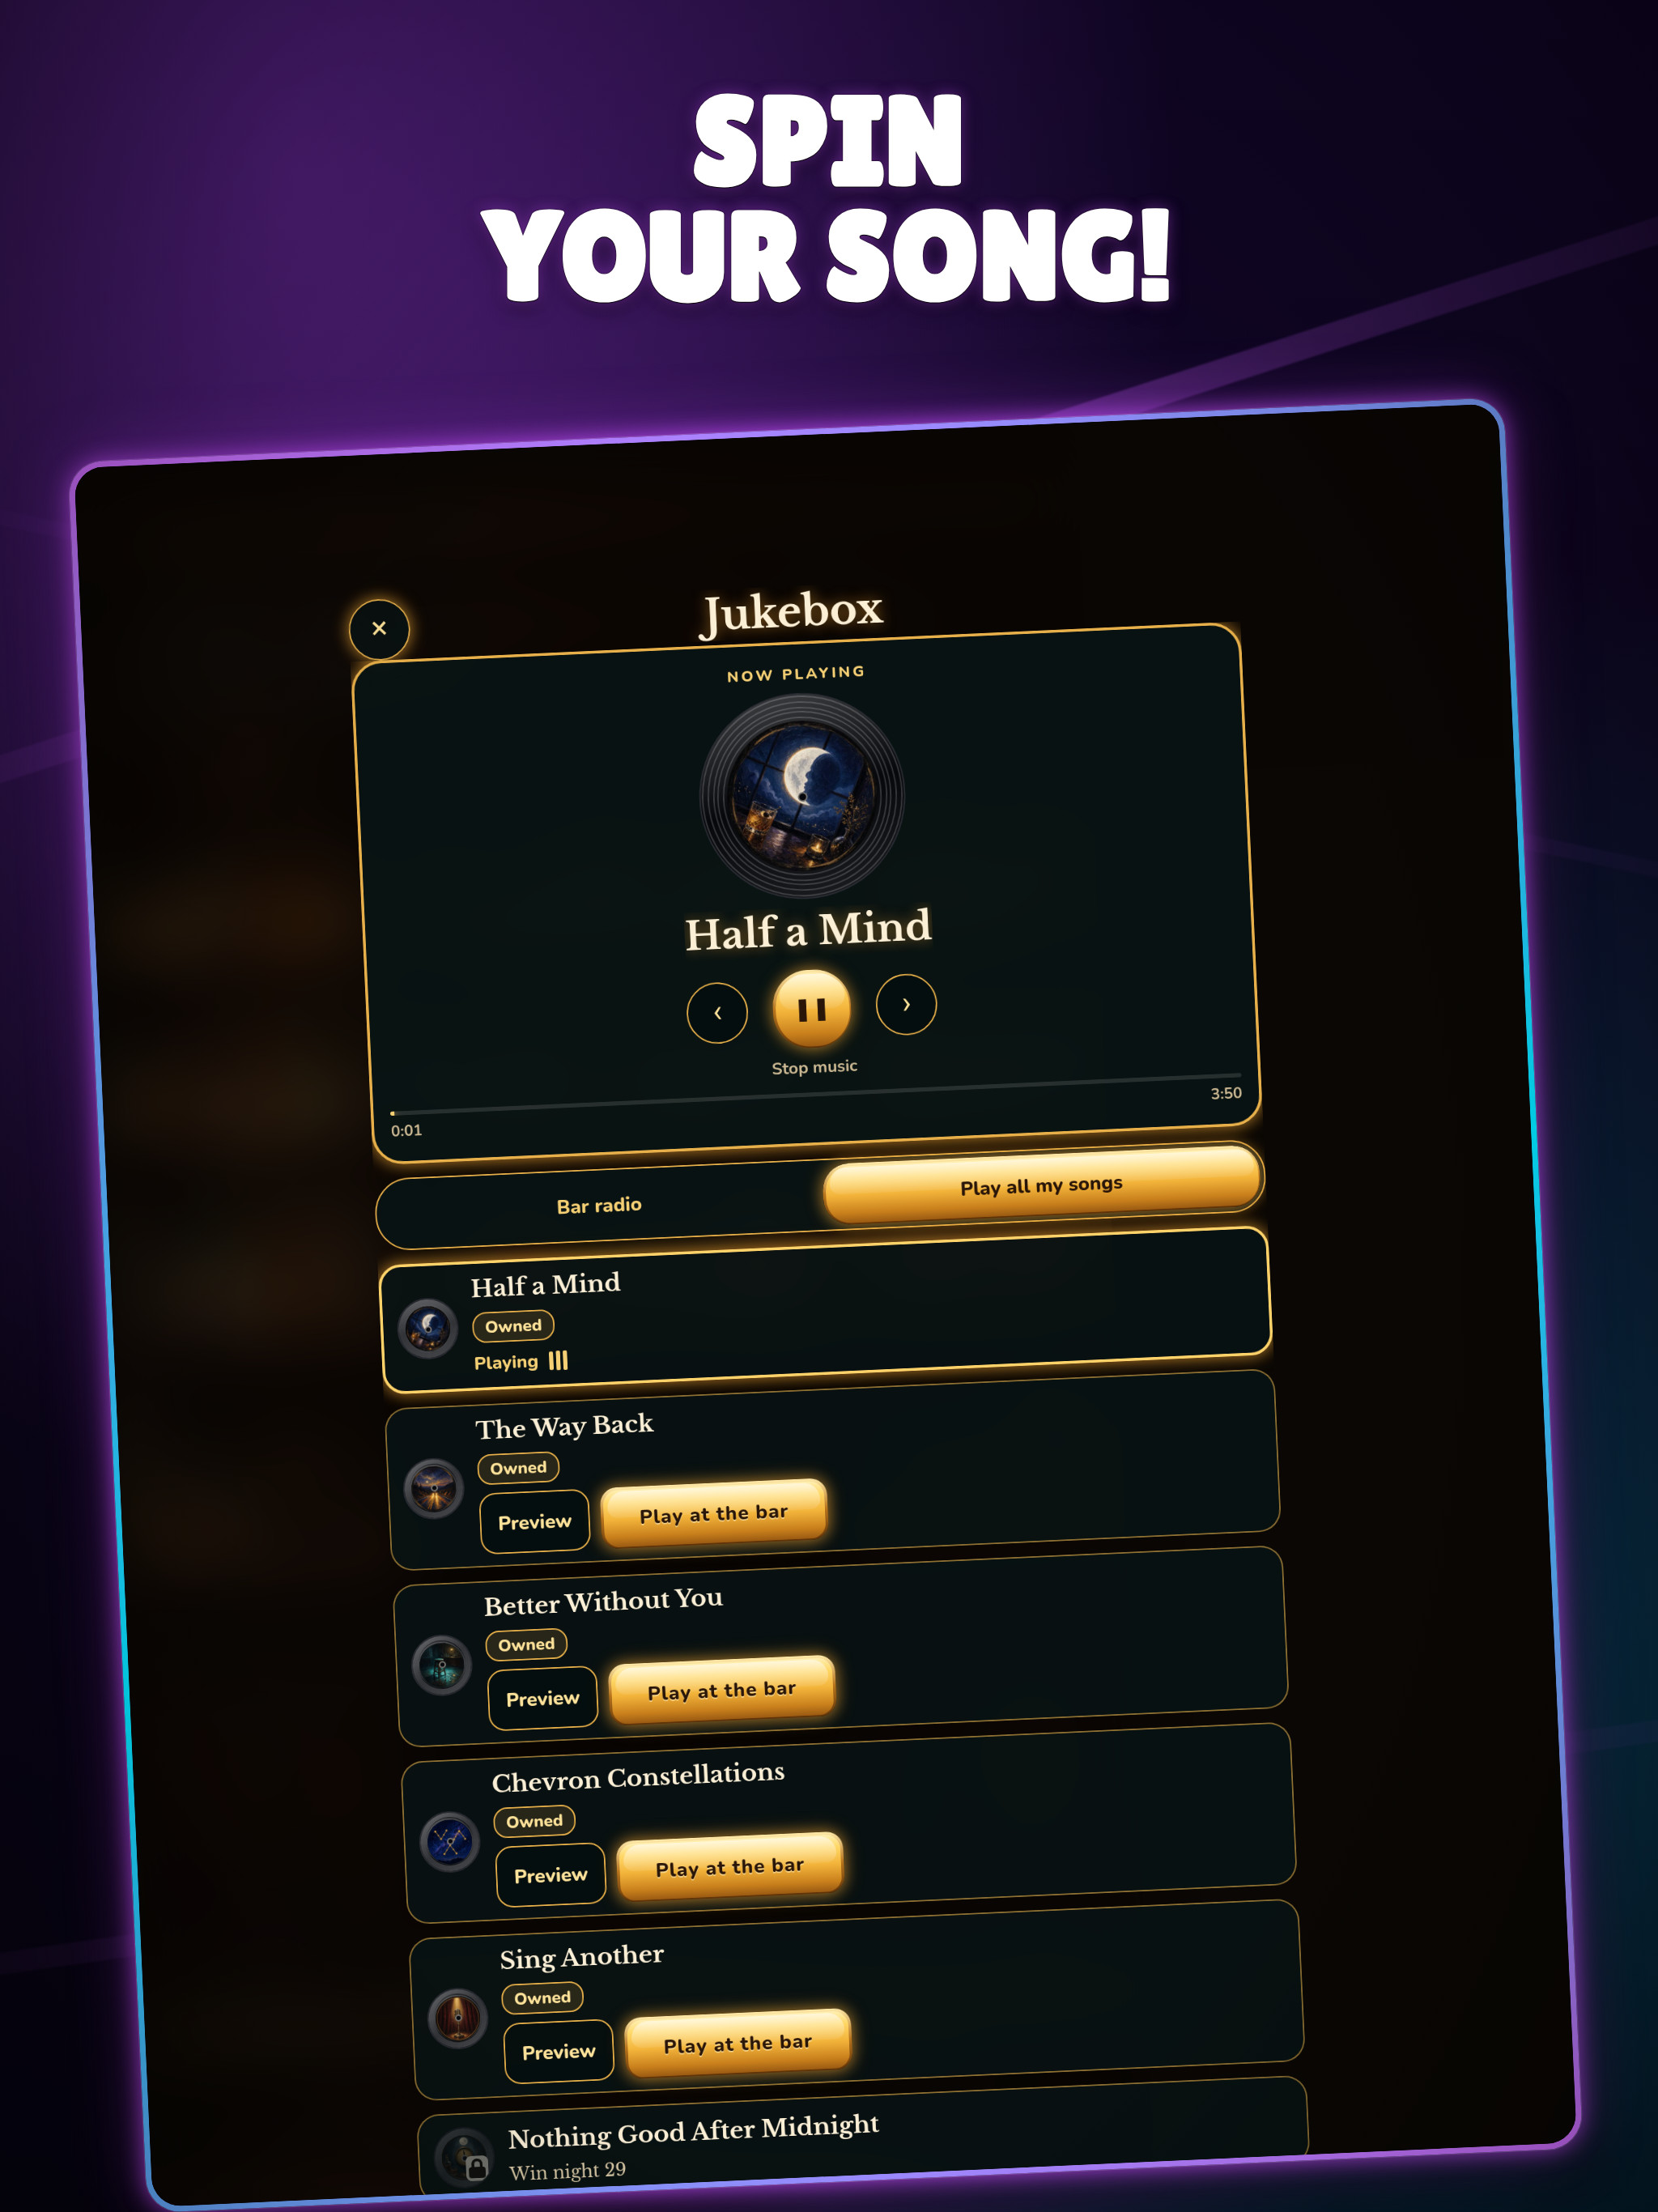 SPIN
YOUR SONG!
×
Jukebox
NOW PLAYING
Half a Mind
‹
›
Stop music
0:01
3:50
Bar radio
Play all my songs
Half a Mind
Owned
Playing
The Way Back
Owned
Preview
Play at the bar
Better Without You
Owned
Preview
Play at the bar
Chevron Constellations
Owned
Preview
Play at the bar
Sing Another
Owned
Preview
Play at the bar
Nothing Good After Midnight
Win night 29